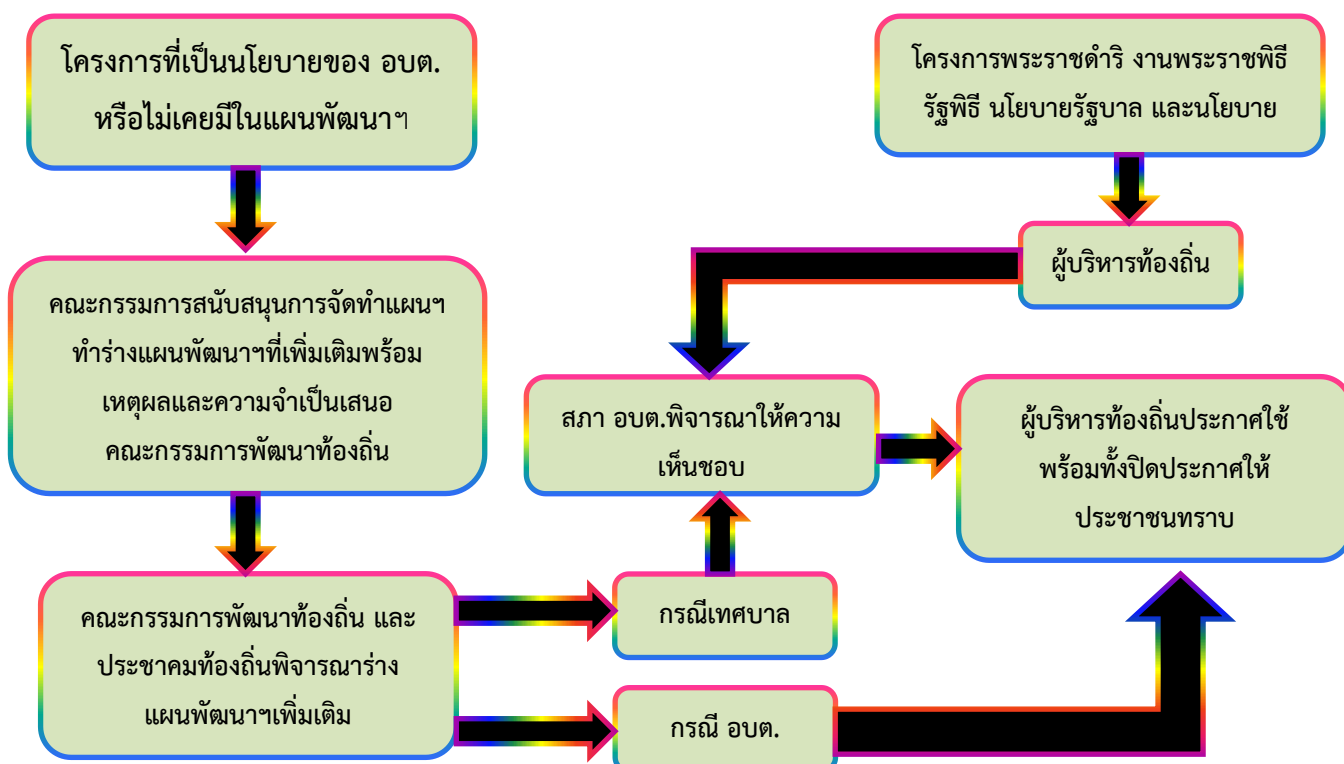 โครงการที่เป็นนโยบายของ อบต.
หรือไม่เคยมีในแผนพัฒนาฯ
โครงการพระราชดำริ งานพระราชพิธี
รัฐพิธี นโยบายรัฐบาล และนโยบาย
ผู้บริหารท้องถิ่น
คณะกรรมการสนับสนุนการจัดทำแผนฯ
ทำร่างแผนพัฒนาฯที่เพิ่มเติมพร้อม
เหตุผลและความจำเป็นเสนอ
คณะกรรมการพัฒนาท้องถิ่น
สภา อบต.พิจารณาให้ความ
เห็นชอบ
ผู้บริหารท้องถิ่นประกาศใช้
พร้อมทั้งปิดประกาศให้
ประชาชนทราบ
คณะกรรมการพัฒนาท้องถิ่น และ
ประชาคมท้องถิ่นพิจารณาร่าง
แผนพัฒนาฯเพิ่มเติม
กรณีเทศบาล
กรณี อบต.